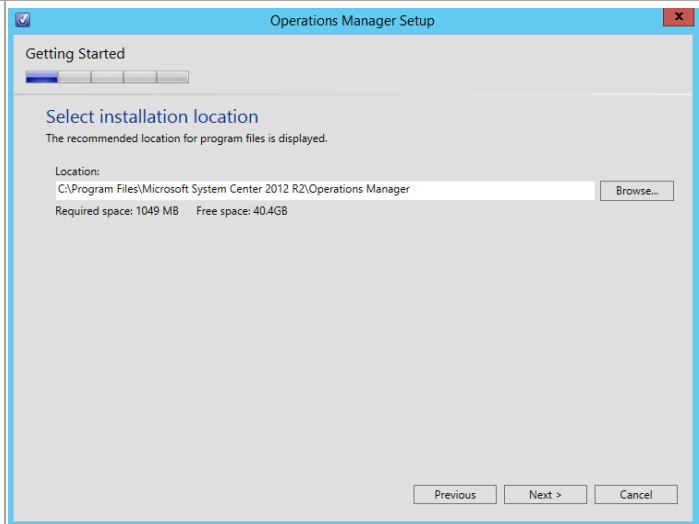 Operations Manager Setup
x
Getting Started
Select installation location
The recommended location for program files is displayed.
Location:
C:\Program Files\Microsoft System Center 2012 R2\Operations Manager
Browse...
Required space: 1049 MB Free space: 40.4GB
Previous Next > Cancel